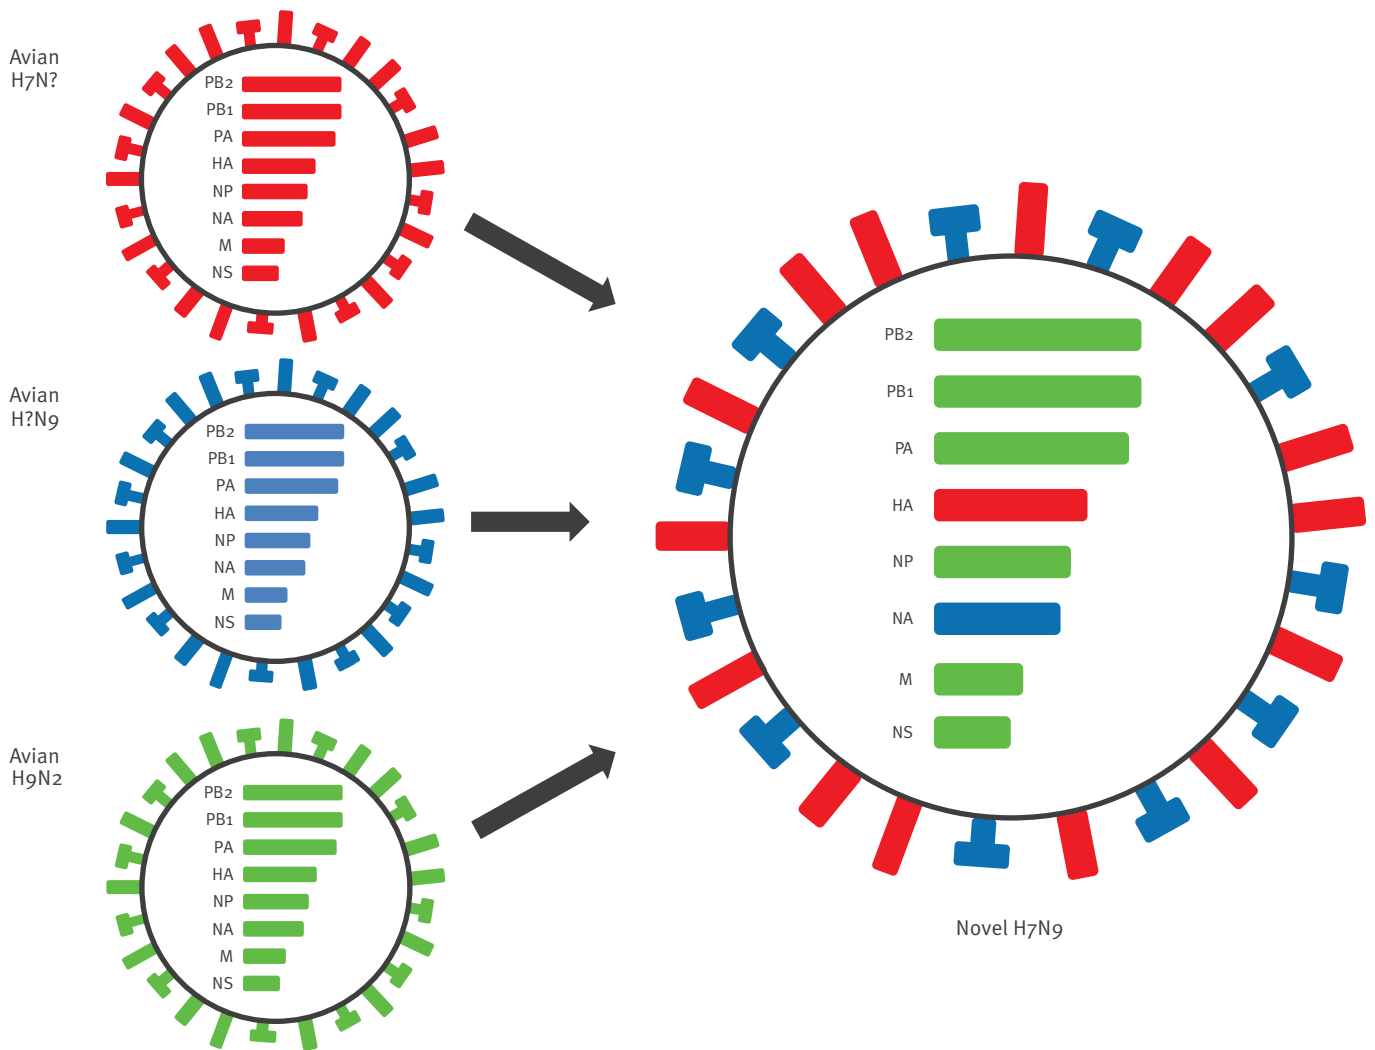 Avian
H7N?
PB2
PB1
PA
HA
NP
NA
M
NS
Avian
H?N9
PB2
PB1
PA
HA
NP
NA
M
NS
Avian
H9N2
PB2
PB1
PA
HA
NP
NA
M
NS
PB2
PB1
PA
HA
NP
NA
M
NS
Novel H7N9